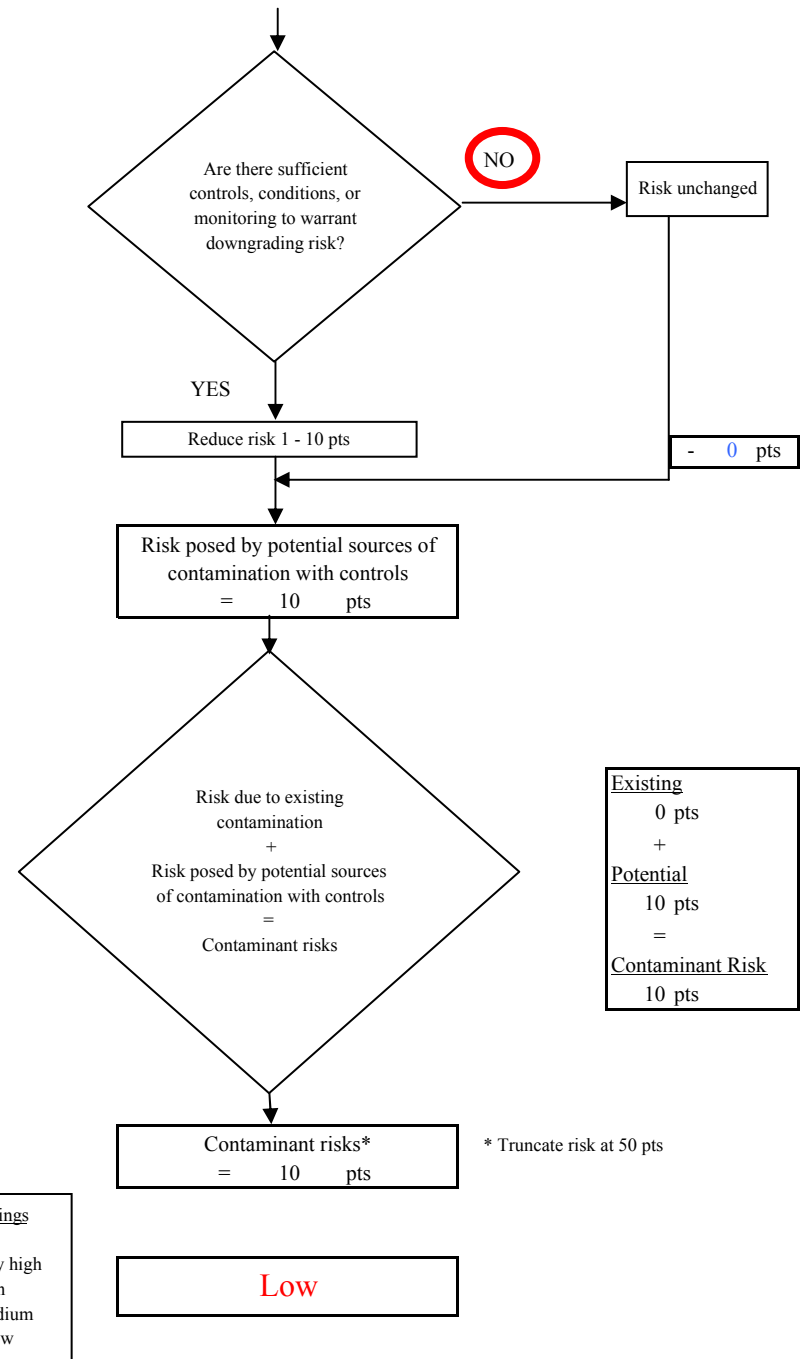 Are there sufficient
controls, conditions, or
monitoring to warrant
downgrading risk?
NO
Risk unchanged
YES
Reduce risk 1 - 10 pts
- 0 pts
Risk posed by potential sources of
contamination with controls
= 10 pts
Risk due to existing
contamination
+
Risk posed by potential sources
of contamination with controls
=
Contaminant risks
Existing
0 pts
+
Potential
10 pts
=
Contaminant Risk
10 pts
Contaminant risks*
= 10 pts
* Truncate risk at 50 pts
high
Low